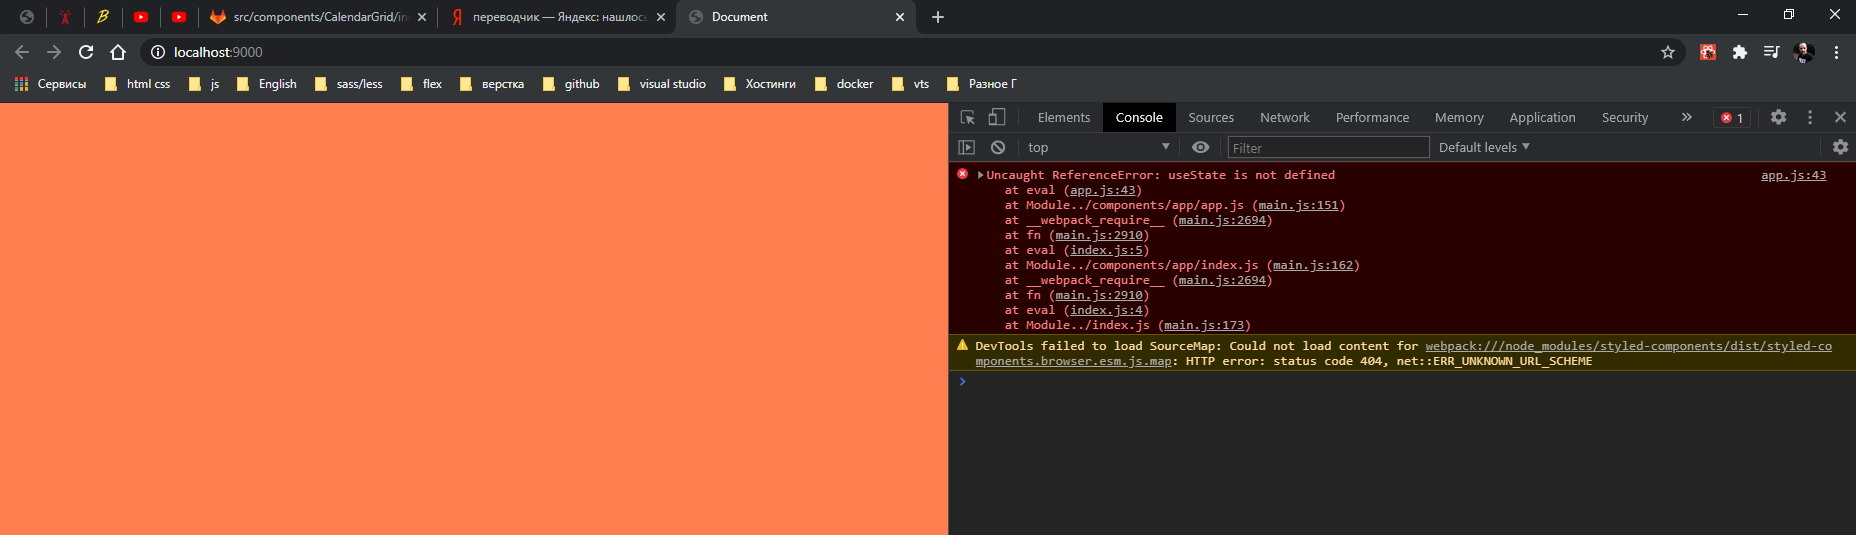 src/components/CalendarGrid/in
переводчик — Яндекс: нашлось
Document
localhost:9000
Сервисы
html css
js
English
sass/less
flex
верстка
github
visual studio
Хостинги
docker
vts
Разное Г
Elements
Console
Sources
Network
Performance
Memory
Application
Security
»
1
top
Filter
Default levels
Uncaught ReferenceError: useState is not defined
app.js:43
at eval (app.js:43)
at Module../components/app/app.js (main.js:151)
at __webpack_require__ (main.js:2694)
at fn (main.js:2910)
at eval (index.js:5)
at Module../components/app/index.js (main.js:162)
at __webpack_require__ (main.js:2694)
at fn (main.js:2910)
at eval (index.js:4)
at Module../index.js (main.js:173)
DevTools failed to load SourceMap: Could not load content for webpack:///node_modules/styled-components/dist/styled-co
mponents.browser.esm.js.map: HTTP error: status code 404, net::ERR_UNKNOWN_URL_SCHEME